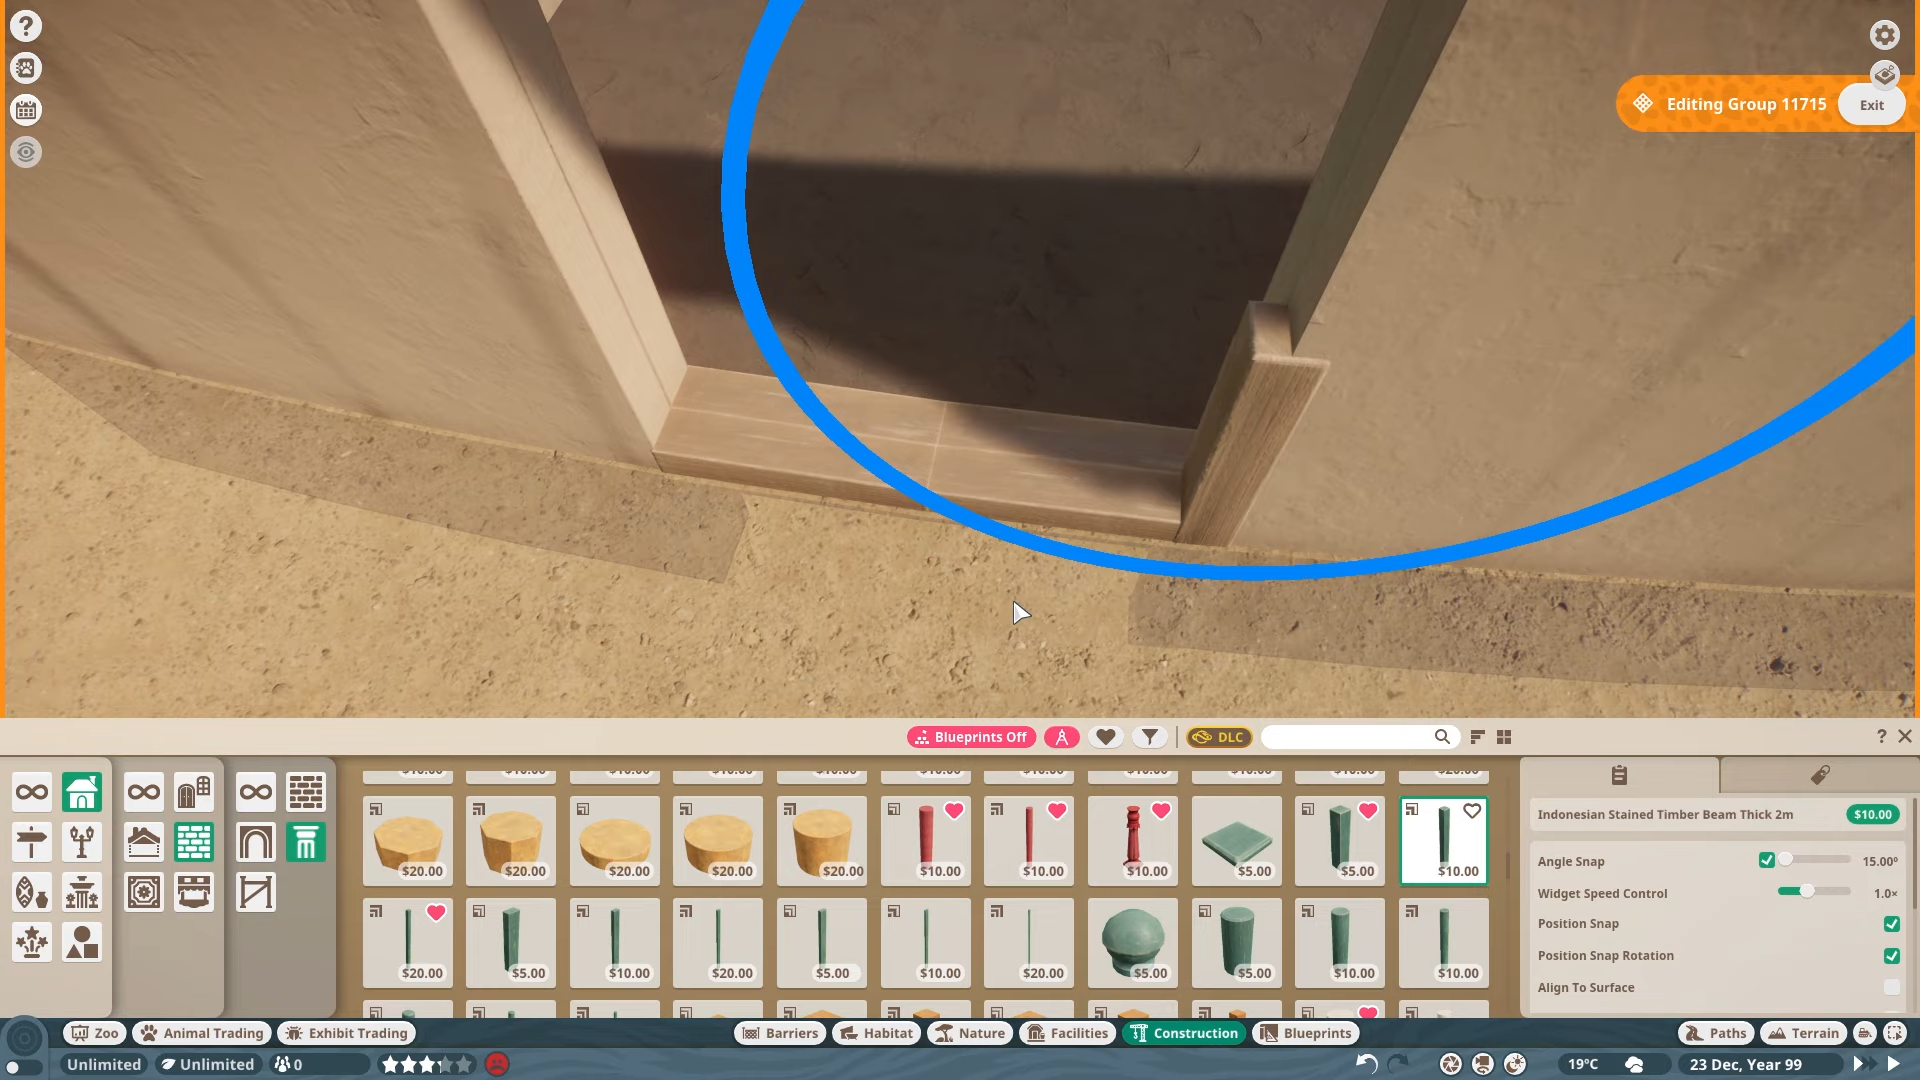 ?
Editing Group 11715
Exit
Blueprints Off
DLC
?
$20.00
$20.00
$20.00
$20.00
$20.00
$10.00
$10.00
$10.00
$5.00
$5.00
$10.00
$20.00
$5.00
$10.00
$20.00
$5.00
$10.00
$20.00
$5.00
$5.00
$10.00
$10.00
Indonesian Stained Timber Beam Thick 2m
$10.00
Angle Snap
15.00°
Widget Speed Control
1.0×
Position Snap
Position Snap Rotation
Align To Surface
Zoo
Animal Trading
Exhibit Trading
Barriers
Habitat
Nature
Facilities
Construction
Blueprints
Paths
Terrain
Unlimited
Unlimited
0
19°C
23 Dec, Year 99